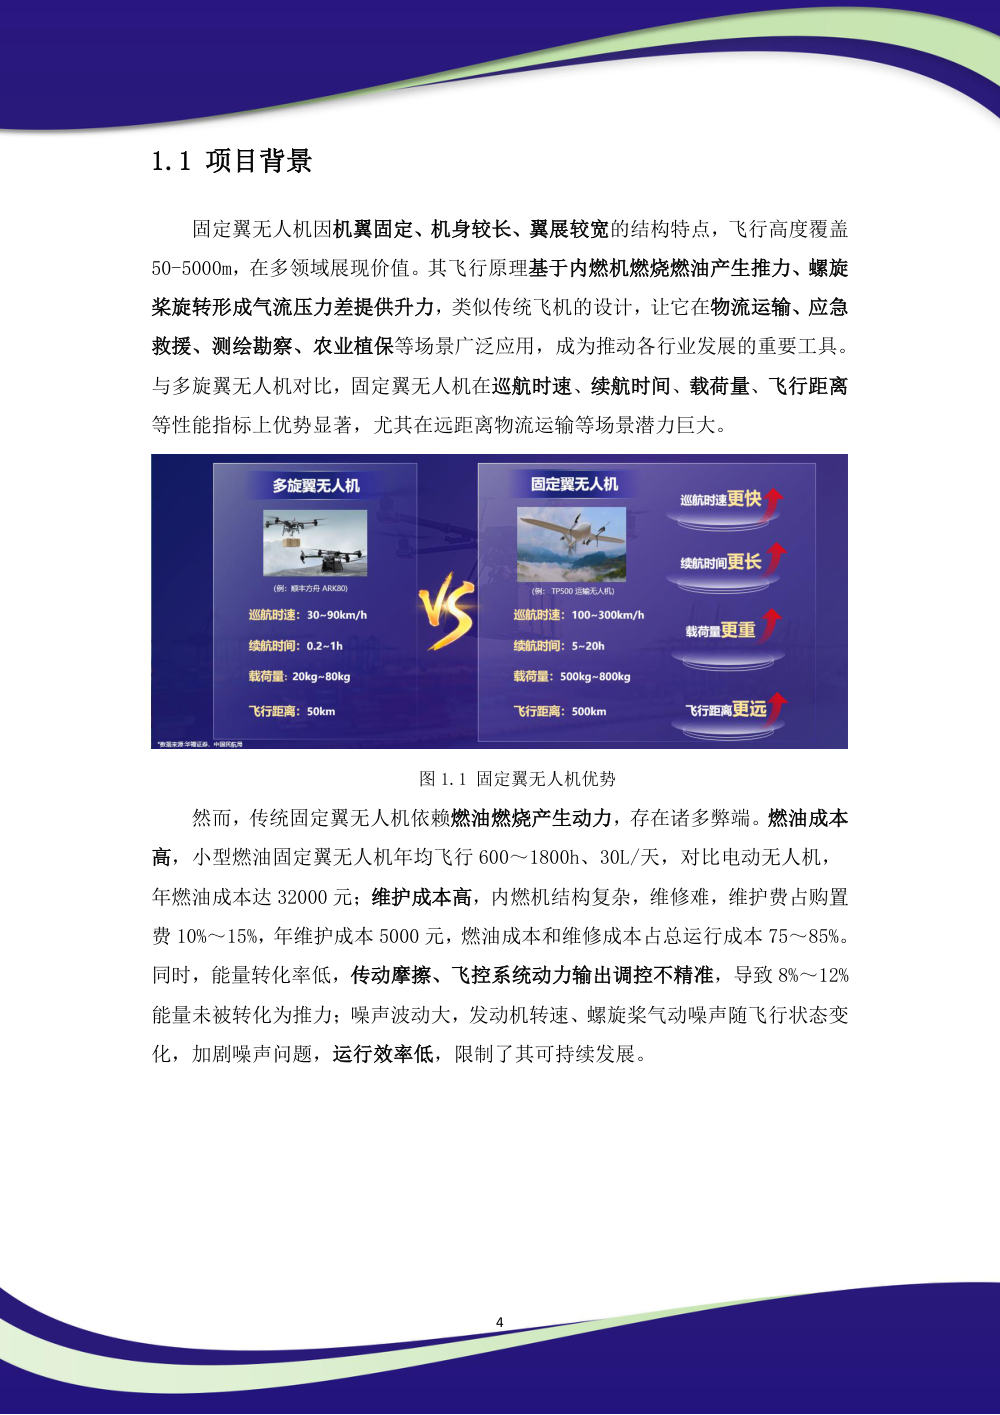 1.1 项目背景
固定翼无人机因机翼固定、机身较长、翼展较宽的结构特点，飞行高度覆盖
50-5000m，在多领域展现价值。其飞行原理基于内燃机燃烧燃油产生推力、螺旋
桨旋转形成气流压力差提供升力，类似传统飞机的设计，让它在物流运输、应急
救援、测绘勘察、农业植保等场景广泛应用，成为推动各行业发展的重要工具。
与多旋翼无人机对比，固定翼无人机在巡航时速、续航时间、载荷量、飞行距离
等性能指标上优势显著，尤其在远距离物流运输等场景潜力巨大。
多旋翼无人机
(例：顺丰方舟 ARK80)
巡航时速：30~90km/h
续航时间：0.2~1h
载荷量：20kg~80kg
飞行距离：50km
*数据来源:华福证券、中国民航局
VS
固定翼无人机
(例： TP500 运输无人机)
巡航时速：100~300km/h
续航时间：5~20h
载荷量：500kg~800kg
飞行距离：500km
巡航时速更快
续航时间更长
载荷量更重
飞行距离更远
图 1.1 固定翼无人机优势
然而，传统固定翼无人机依赖燃油燃烧产生动力，存在诸多弊端。燃油成本
高，小型燃油固定翼无人机年均飞行 600～1800h、30L/天，对比电动无人机，
年燃油成本达 32000 元；维护成本高，内燃机结构复杂，维修难，维护费占购置
费 10%～15%，年维护成本 5000 元，燃油成本和维修成本占总运行成本 75～85%。
同时，能量转化率低，传动摩擦、飞控系统动力输出调控不精准，导致 8%～12%
能量未被转化为推力；噪声波动大，发动机转速、螺旋桨气动噪声随飞行状态变
化，加剧噪声问题，运行效率低，限制了其可持续发展。
4